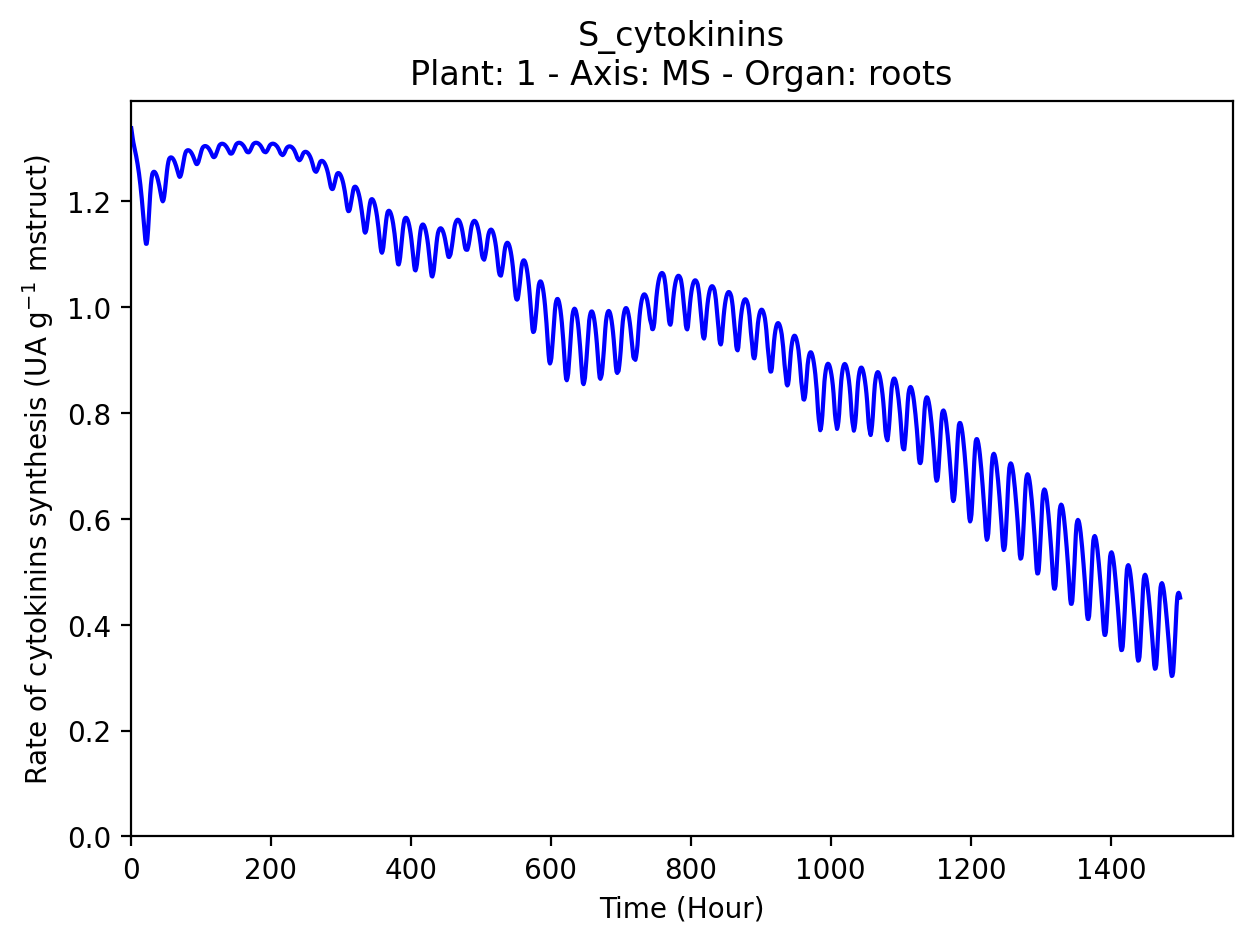 S_cytokinins
Plant: 1 - Axis: MS - Organ: roots
Rate of cytokinins synthesis (UA g⁻¹ mstruct)
1.2
1.0
0.8
0.6
0.4
0.2
0.0
0 200 400 600 800 1000 1200 1400
Time (Hour)